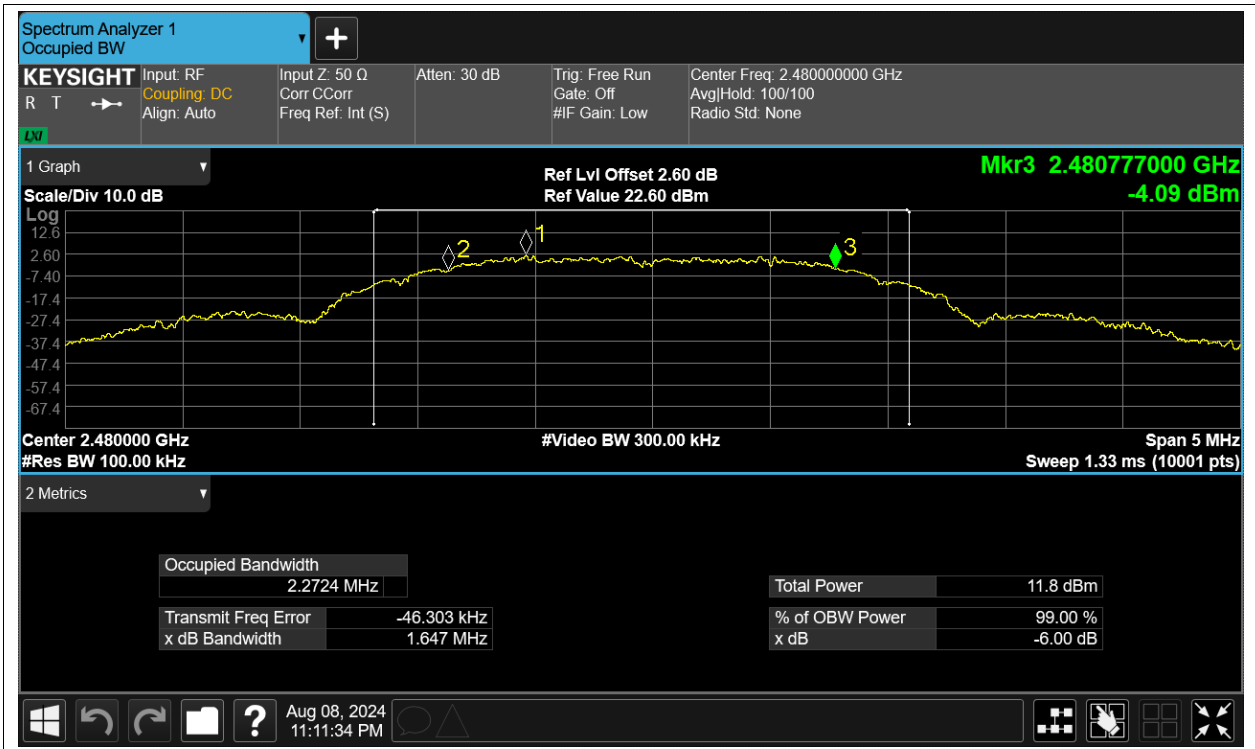 Spectrum Analyzer 1
Occupied BW
KEYSIGHT
R T
LXI
Input: RF
Coupling: DC
Align: Auto
Input Z: 50 Ω
Corr CCorr
Freq Ref: Int (S)
Atten: 30 dB
Trig: Free Run
Gate: Off
#IF Gain: Low
Center Freq: 2.480000000 GHz
Avg|Hold: 100/100
Radio Std: None
1 Graph
Scale/Div 10.0 dB
Ref Lvl Offset 2.60 dB
Ref Value 22.60 dBm
Mkr3 2.480777000 GHz
-4.09 dBm
Log
12.6
2.60
-7.40
-17.4
-27.4
-37.4
-47.4
-57.4
-67.4
2
1
3
Center 2.480000 GHz
#Video BW 300.00 kHz
Span 5 MHz
#Res BW 100.00 kHz
Sweep 1.33 ms (10001 pts)
2 Metrics
Occupied Bandwidth
2.2724 MHz
Transmit Freq Error -46.303 kHz
x dB Bandwidth 1.647 MHz
Total Power 11.8 dBm
% of OBW Power 99.00 %
x dB -6.00 dB
?
Aug 08, 2024
11:11:34 PM